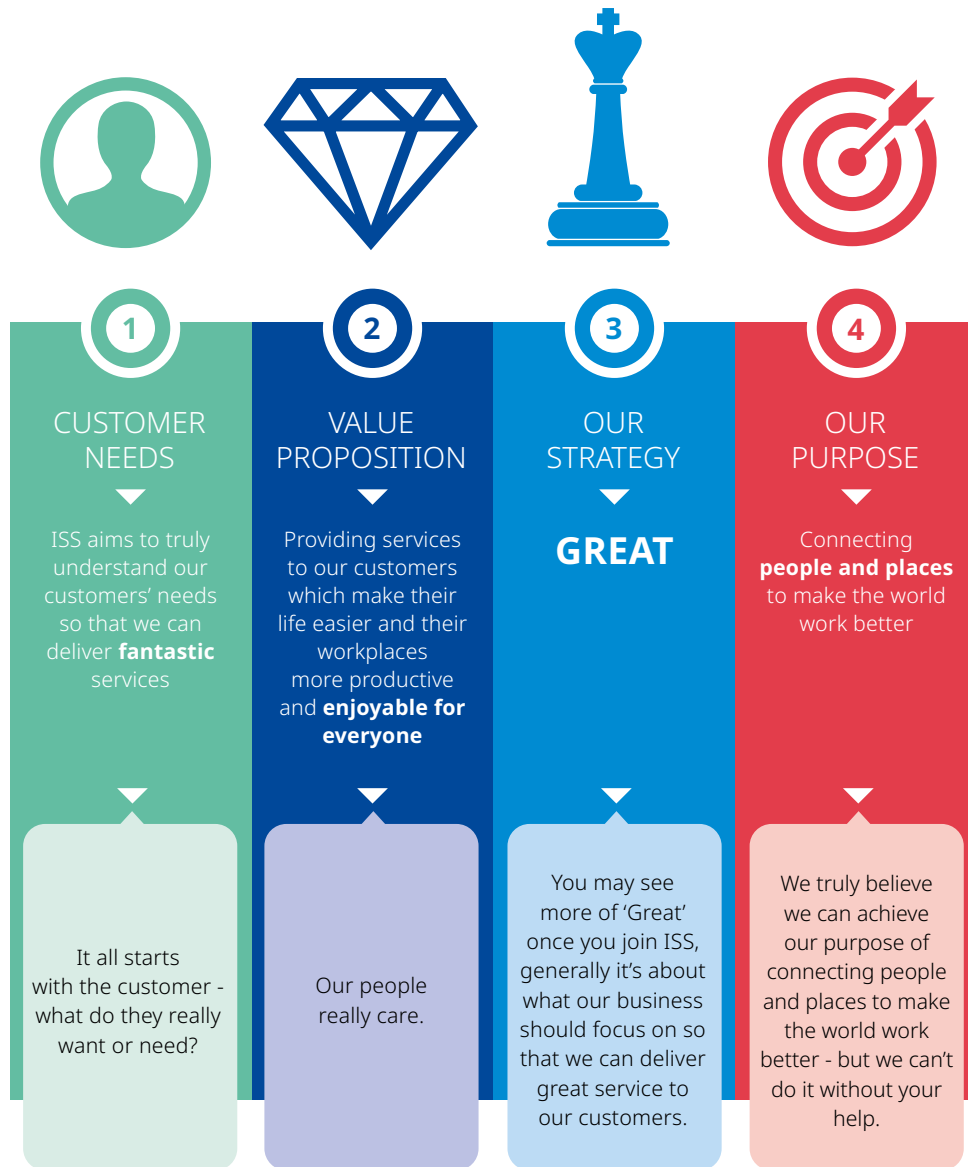 1
CUSTOMER
NEEDS
ISS aims to truly
understand our
customers’ needs
so that we can
deliver fantastic
services
It all starts
with the customer -
what do they really
want or need?
2
VALUE
PROPOSITION
Providing services
to our customers
which make their
life easier and their
workplaces
more productive
and enjoyable for
everyone
Our people
really care.
3
OUR
STRATEGY
GREAT
You may see
more of ‘Great’
once you join ISS,
generally it’s about
what our business
should focus on so
that we can deliver
great service to
our customers.
4
OUR
PURPOSE
Connecting
people and places
to make the world
work better
We truly believe
we can achieve
our purpose of
connecting people
and places to make
the world work
better - but we can’t
do it without your
help.